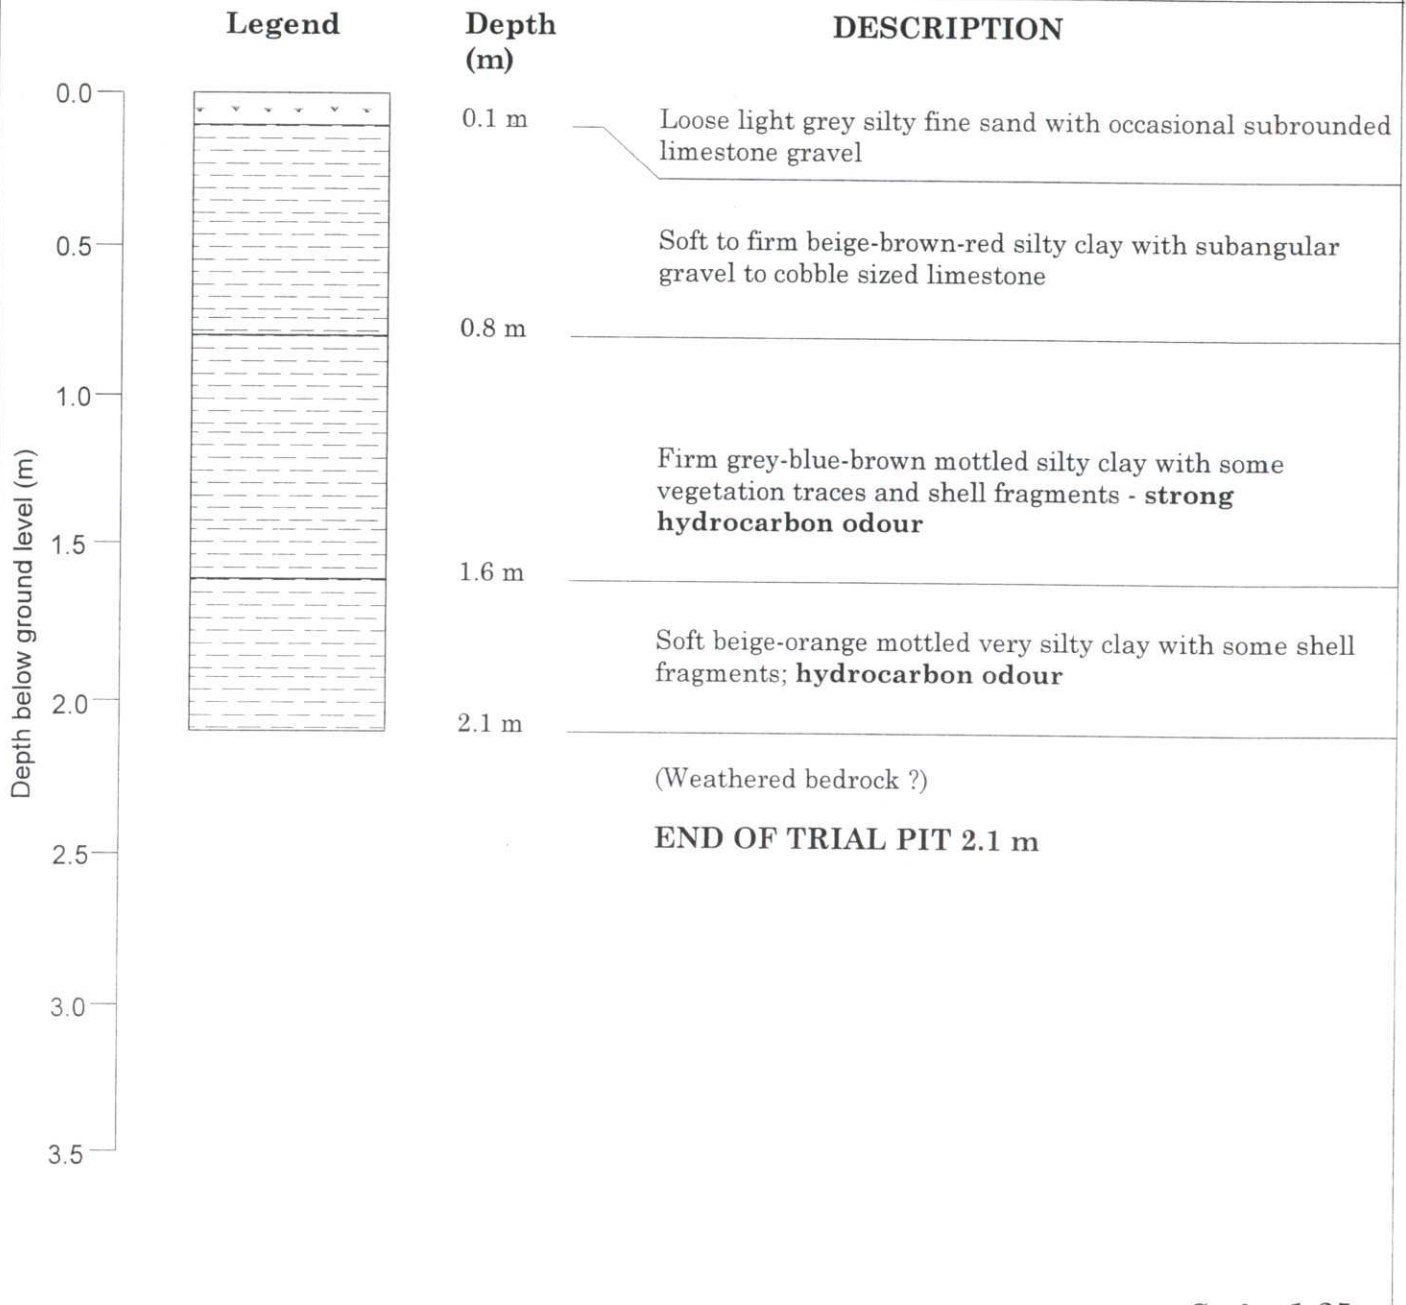 Legend
Depth
(m)
DESCRIPTION
0.0
0.1 m
Loose light grey silty fine sand with occasional subrounded
limestone gravel
0.5
Soft to firm beige-brown-red silty clay with subangular
gravel to cobble sized limestone
0.8 m
1.0
Firm grey-blue-brown mottled silty clay with some
vegetation traces and shell fragments - strong
hydrocarbon odour
1.5
1.6 m
Depth below ground level (m)
Soft beige-orange mottled very silty clay with some shell
fragments; hydrocarbon odour
2.0
2.1 m
(Weathered bedrock ?)
END OF TRIAL PIT 2.1 m
2.5
3.0
3.5